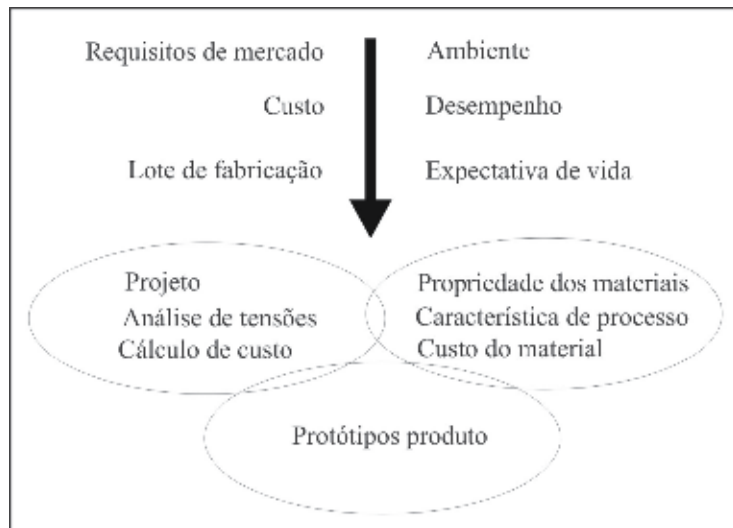 Requisitos de mercado
Ambiente
Custo
Desempenho
Lote de fabricação
Expectativa de vida
Projeto
Análise de tensões
Cálculo de custo
Propriedade dos materiais
Característica de processo
Custo do material
Protótipos produto